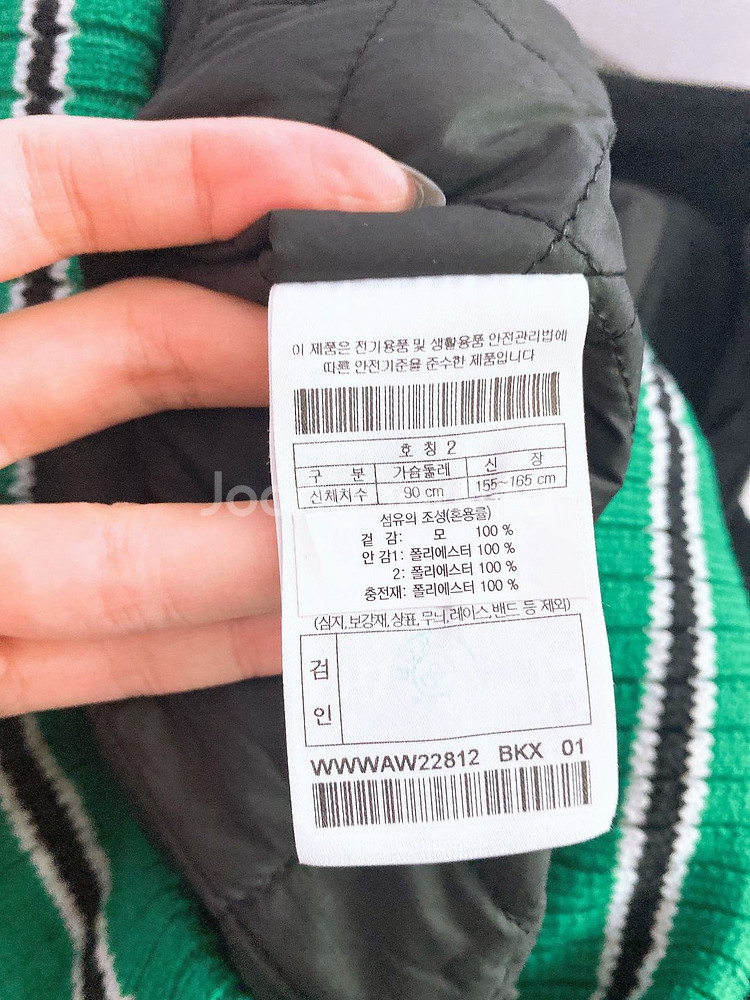 이 제품은 전기용품 및 생활용품 안전관리법에
따른 안전기준을 준수한 제품입니다
호 칭 2
구 분 가슴둘레 신 장
신체치수 90 cm 155~165 cm
섬유의 조성(혼용률)
겉 감: 모 100 %
안 감1: 폴리에스터 100 %
2: 폴리에스터 100 %
충전재: 폴리에스터 100 %
(심지,보강재,상표,무늬,레이스,밴드 등 제외)
검
인
WWWAW22812 BKX 01